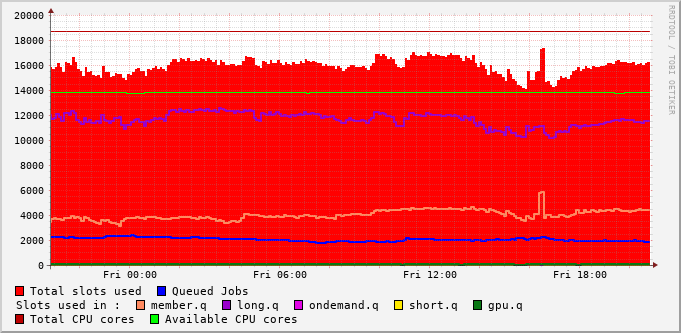 RRDTOOL / TOBI OETIKER
20000
18000
16000
14000
12000
10000
8000
6000
4000
2000
0
Fri 00:00 Fri 06:00 Fri 12:00 Fri 18:00
Total slots used Queued Jobs
Slots used in : member.q long.q ondemand.q short.q gpu.q
Total CPU cores Available CPU cores